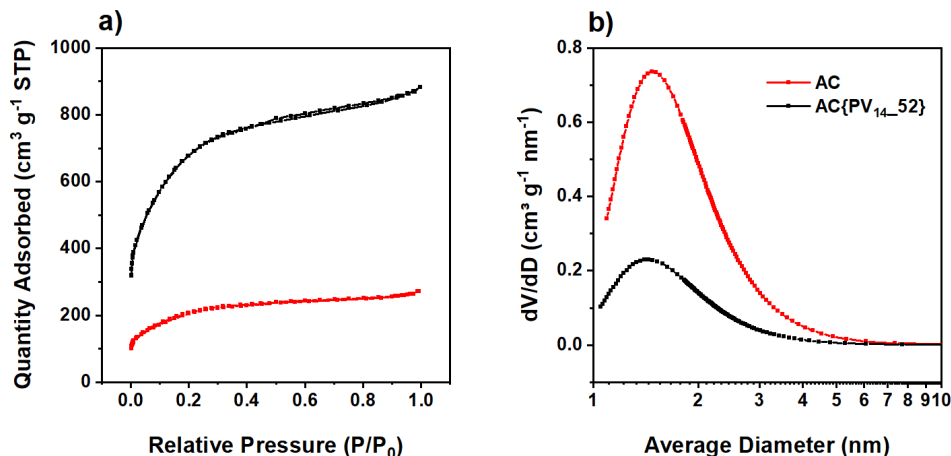 a)
Quantity Adsorbed (cm³ g⁻¹ STP)
1000
800
600
400
200
0
0.0 0.2 0.4 0.6 0.8 1.0
Relative Pressure (P/P₀)
b)
dV/dD (cm³ g⁻¹ nm⁻¹)
0.8
0.6
0.4
0.2
0.0
AC
AC{PV₁₄_52}
1 2 3 4 5 6 7 8 9 10
Average Diameter (nm)